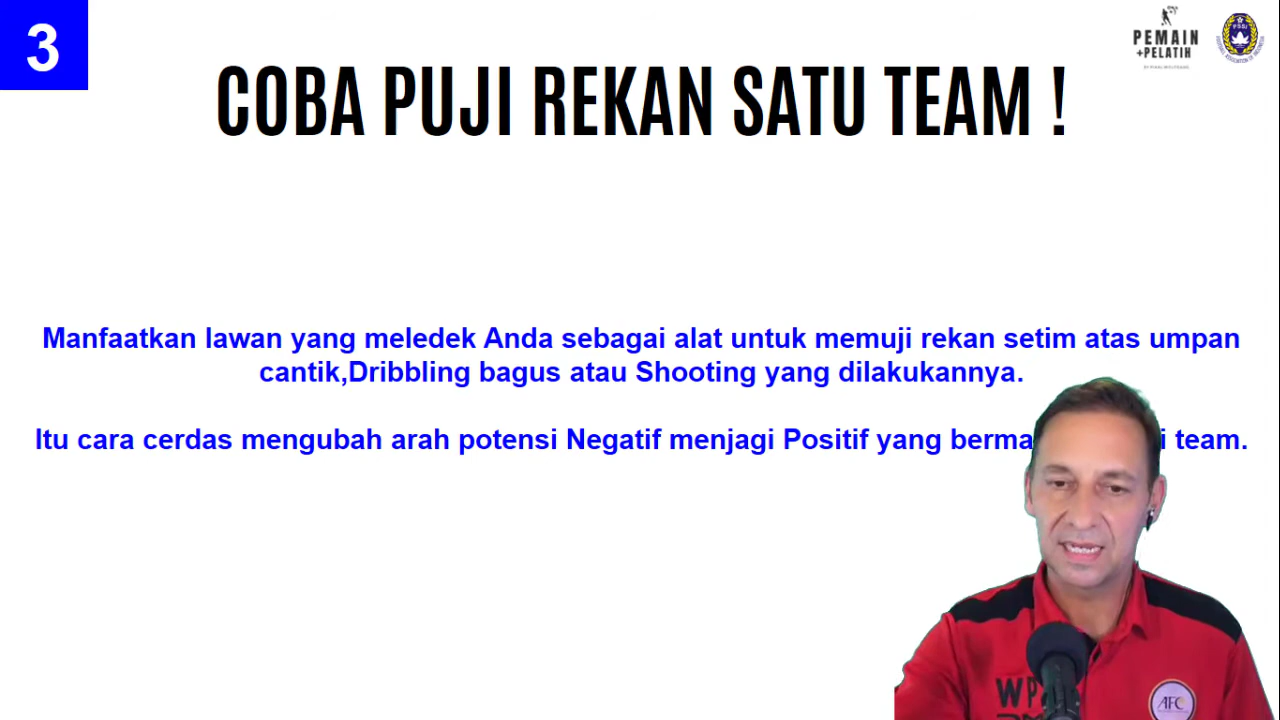 3
PEMAIN
+PELATIH
COBA PUJI REKAN SATU TEAM !
Manfaatkan lawan yang meledek Anda sebagai alat untuk memuji rekan setim atas umpan
cantik,Dribbling bagus atau Shooting yang dilakukannya.
Itu cara cerdas mengubah arah potensi Negatif menjagi Positif yang team.
AFC